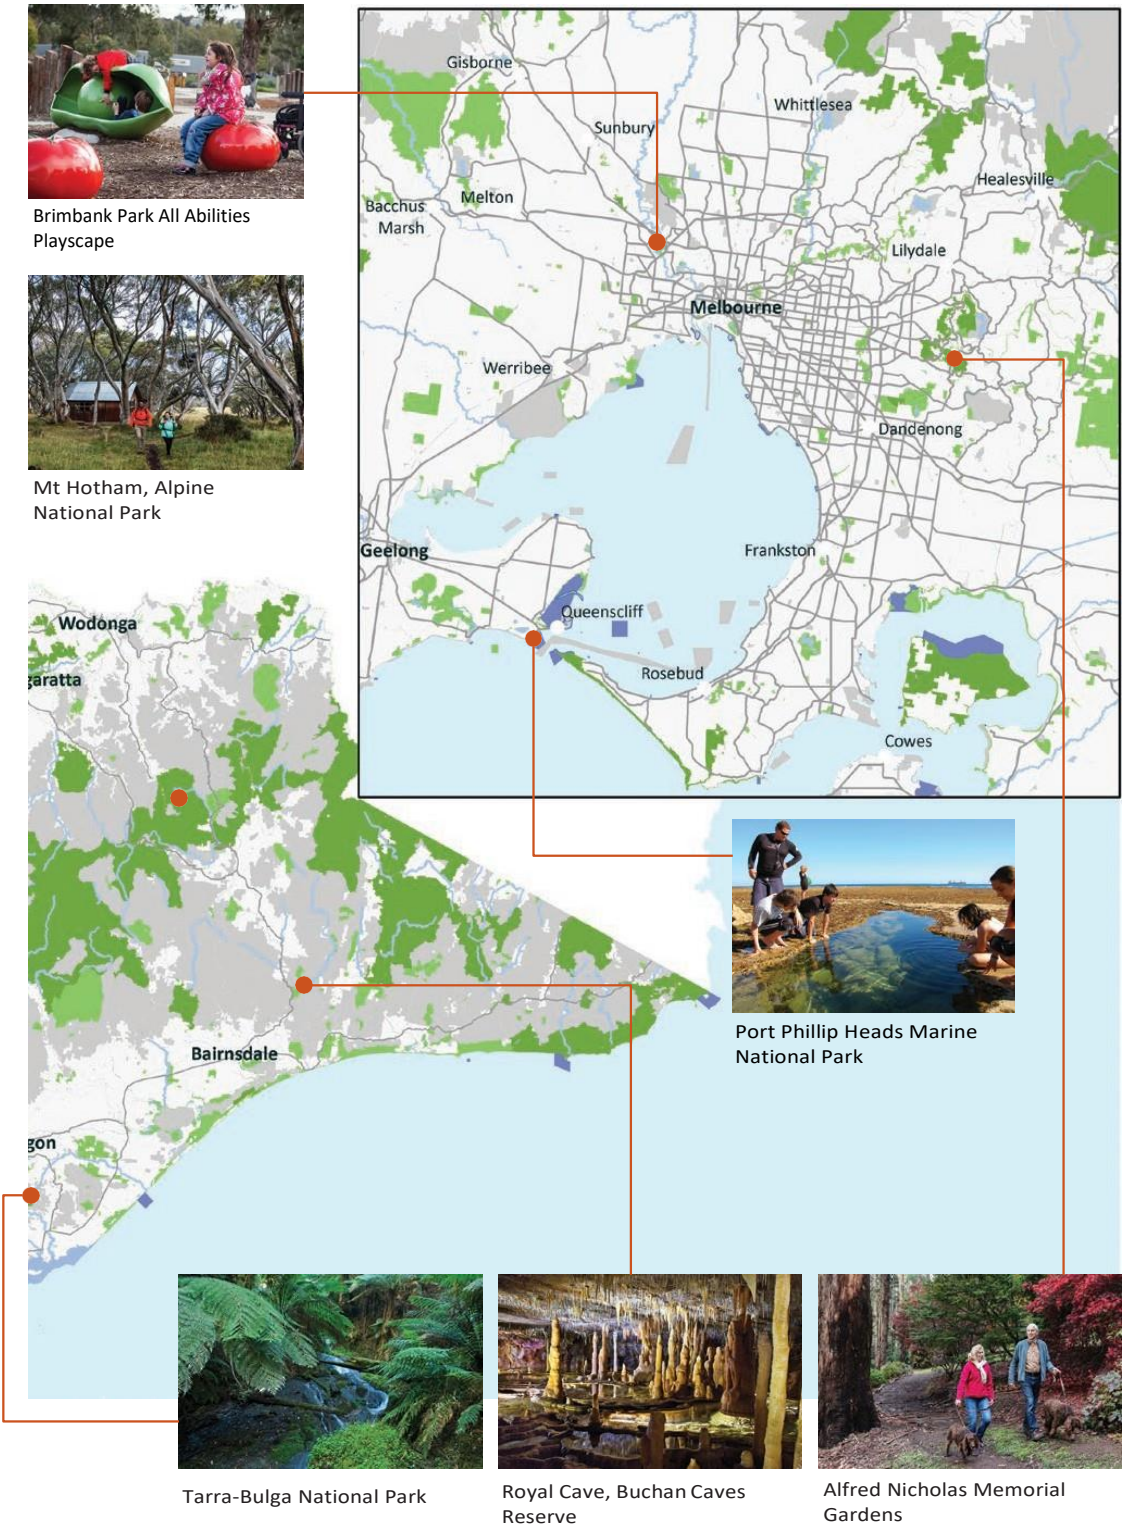 Gisborne
Whittlesea
Sunbury
Healesville
Melton
Bacchus
Marsh
Lilydale
Melbourne
Werribee
Dandenong
Geelong
Frankston
Queenscliff
Rosebud
Cowes
Brimbank Park All Abilities
Playscape
Mt Hotham, Alpine
National Park
Wodonga
garatta
Bairnsdale
gon
Port Phillip Heads Marine
National Park
Tarra-Bulga National Park
Royal Cave, Buchan Caves
Reserve
Alfred Nicholas Memorial
Gardens